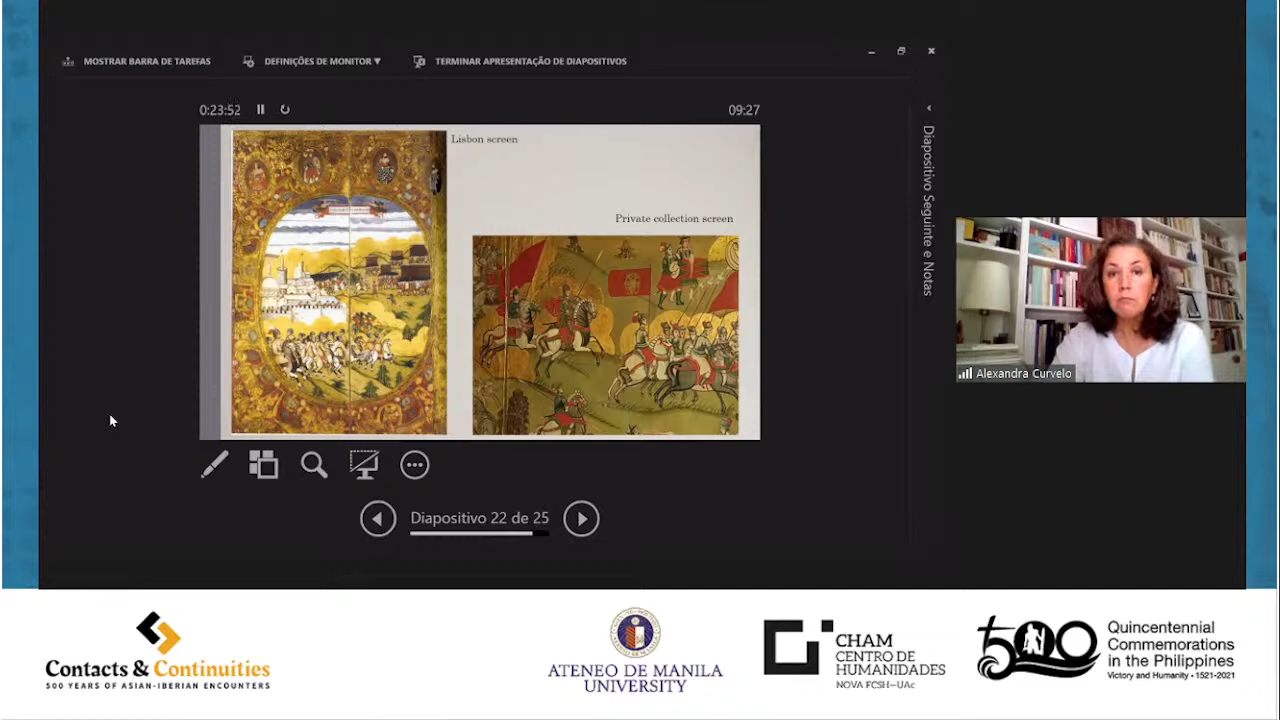 MOSTRAR BARRA DE TAREFAS
DEFINIÇÕES DE MONITOR ▼
TERMINAR APRESENTAÇÃO DE DIAPOSITIVOS
0:23:52
09:27
Lisbon screen
Private collection screen
Diapositivo Seguinte e Notas
Alexandra Curvelo
Diapositivo 22 de 25
Contacts & Continuities
500 YEARS OF ASIAN-IBERIAN ENCOUNTERS
ATENEO DE MANILA
UNIVERSITY
CHAM
CENTRO DE
HUMANIDADES
NOVA FCSH—UAc
500
Quincentennial
Commemorations
in the Philippines
Victory and Humanity • 1521-2021